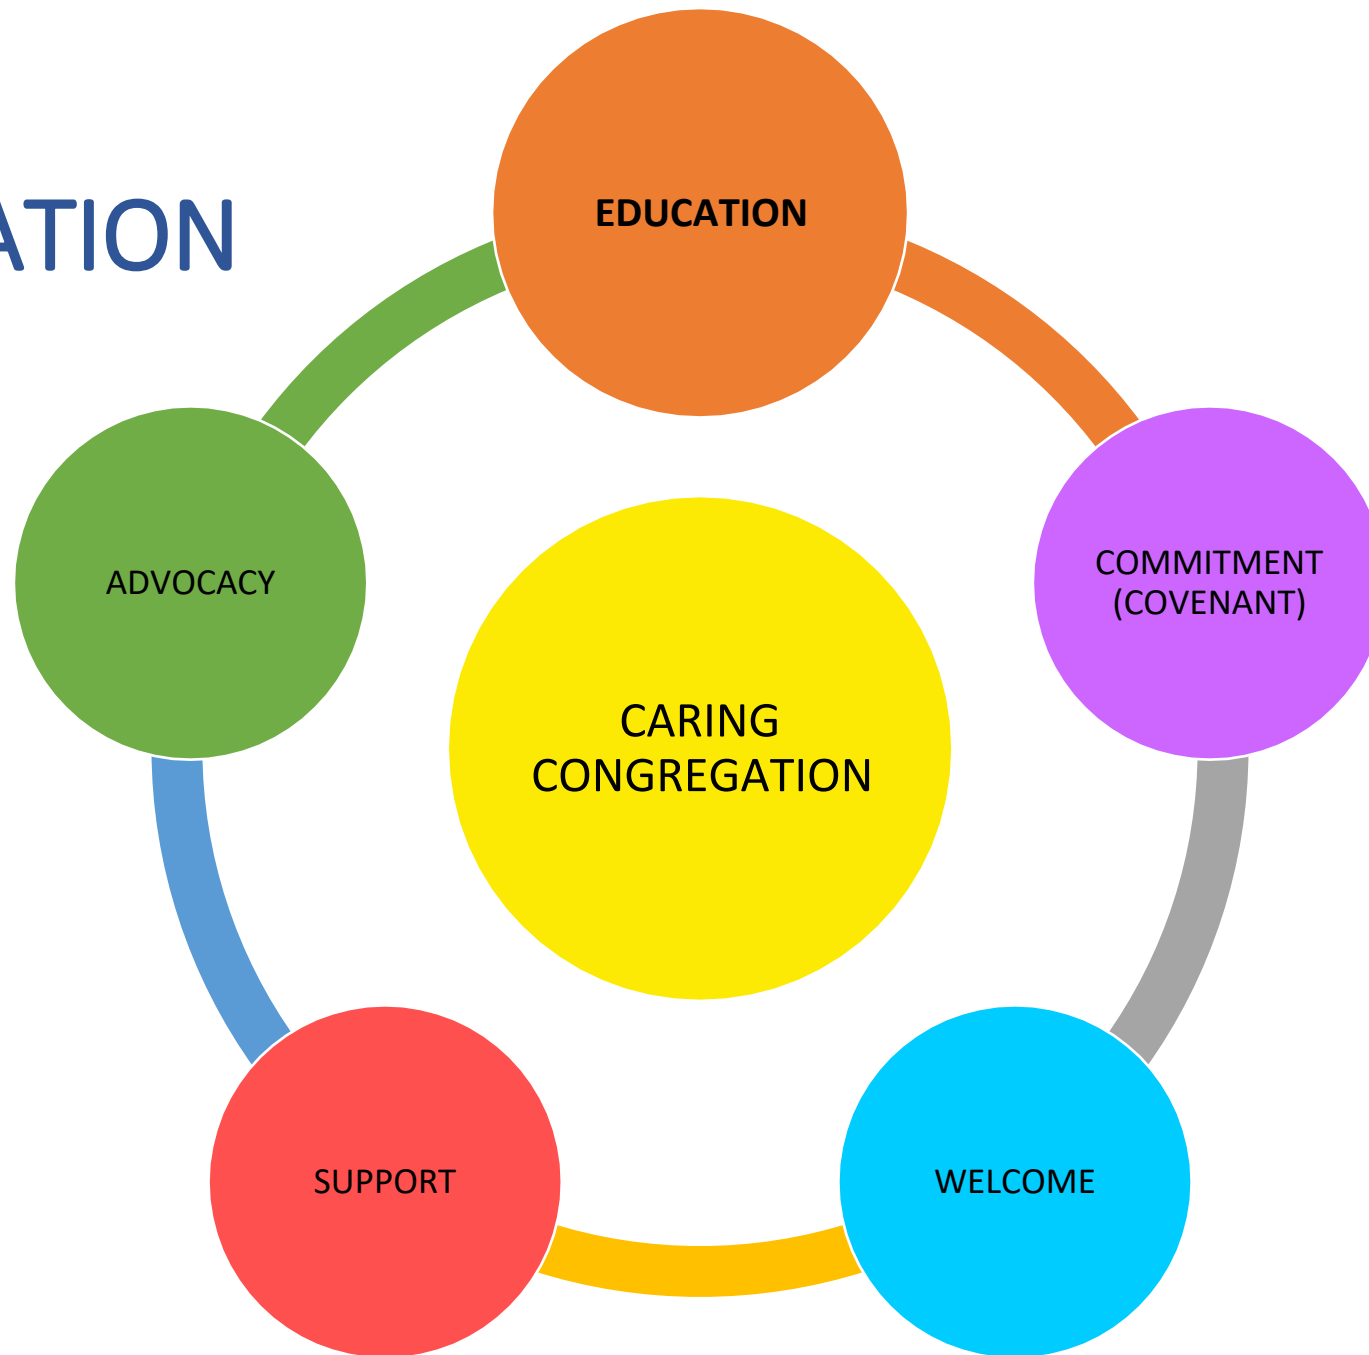 ATION
EDUCATION
ADVOCACY
COMMITMENT
(COVENANT)
CARING
CONGREGATION
SUPPORT
WELCOME